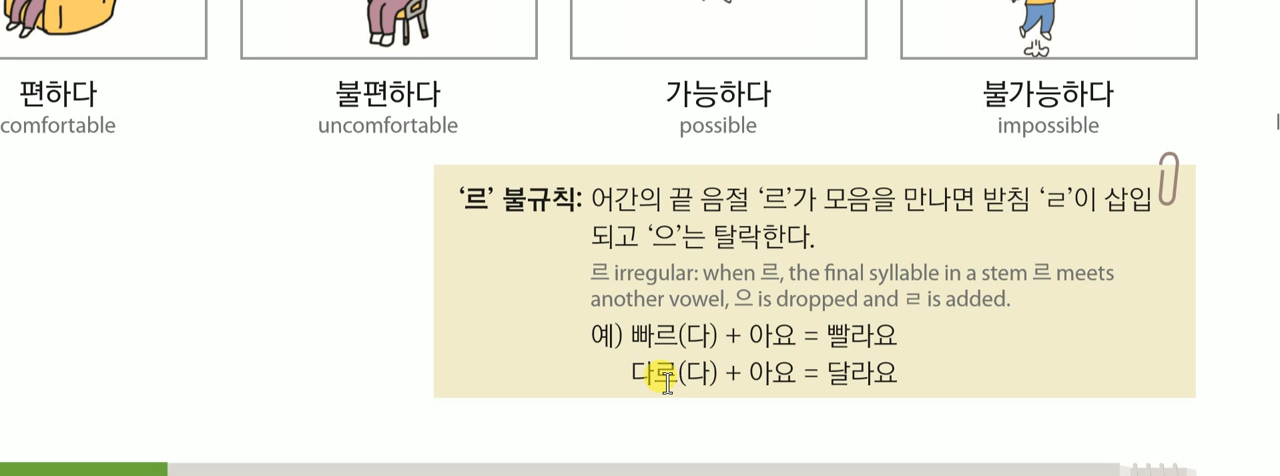 편하다 불편하다 가능하다 불가능하다
comfortable uncomfortable possible impossible
‘르’ 불규칙: 어간의 끝 음절 ‘르’가 모음을 만나면 받침 ‘ㄹ’이 삽입
되고 ‘으’는 탈락한다.
르 irregular: when 르, the final syllable in a stem 르 meets
another vowel, 으 is dropped and ㄹ is added.
예) 빠르(다) + 아요 = 빨라요
다르(다) + 아요 = 달라요